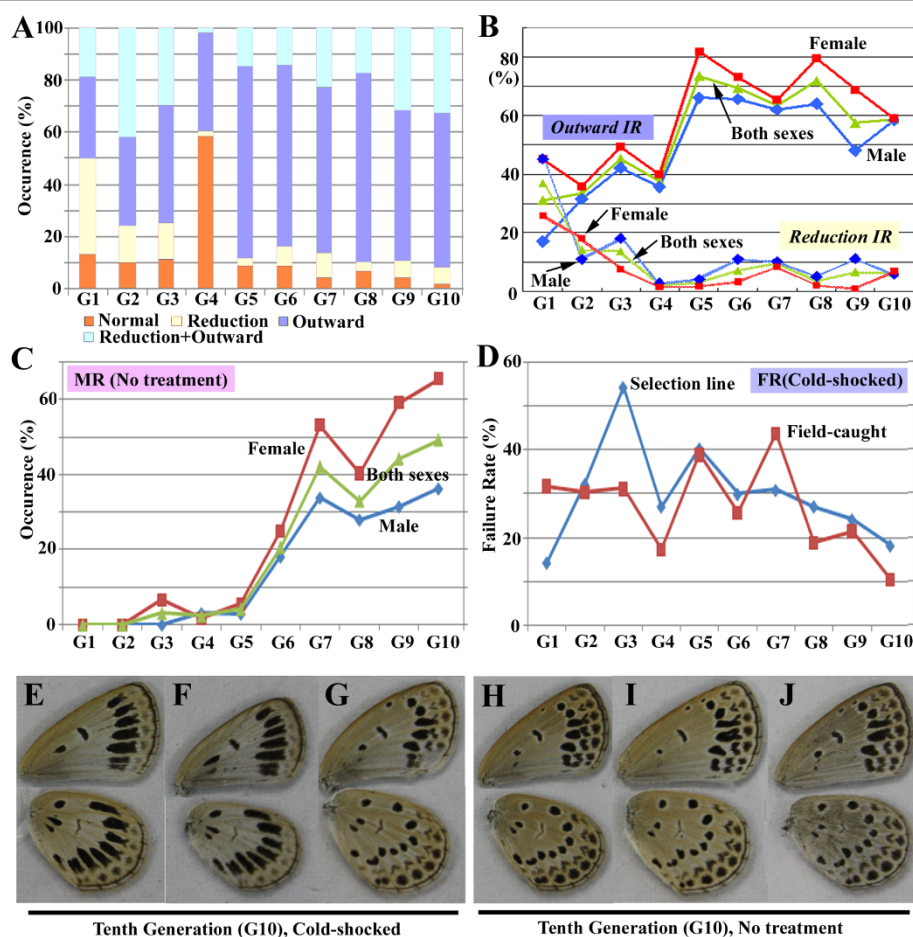 A
Occurence (%)
100
80
60
40
20
0
G1 G2 G3 G4 G5 G6 G7 G8 G9 G10
Normal Reduction Outward
Reduction+Outward
B
80
(%)
60
40
20
0
Female
Outward IR
Both sexes
Male
Female
Both sexes
Reduction IR
Male
G1 G2 G3 G4 G5 G6 G7 G8 G9 G10
C
MR (No treatment)
Occurence (%)
60
40
20
0
Female
Both sexes
Male
G1 G2 G3 G4 G5 G6 G7 G8 G9 G10
D
60
Selection line
FR(Cold-shocked)
Field-caught
Failure Rate (%)
40
20
0
G1 G2 G3 G4 G5 G6 G7 G8 G9 G10
E F G H I J
Tenth Generation (G10), Cold-shocked
Tenth Generation (G10), No treatment